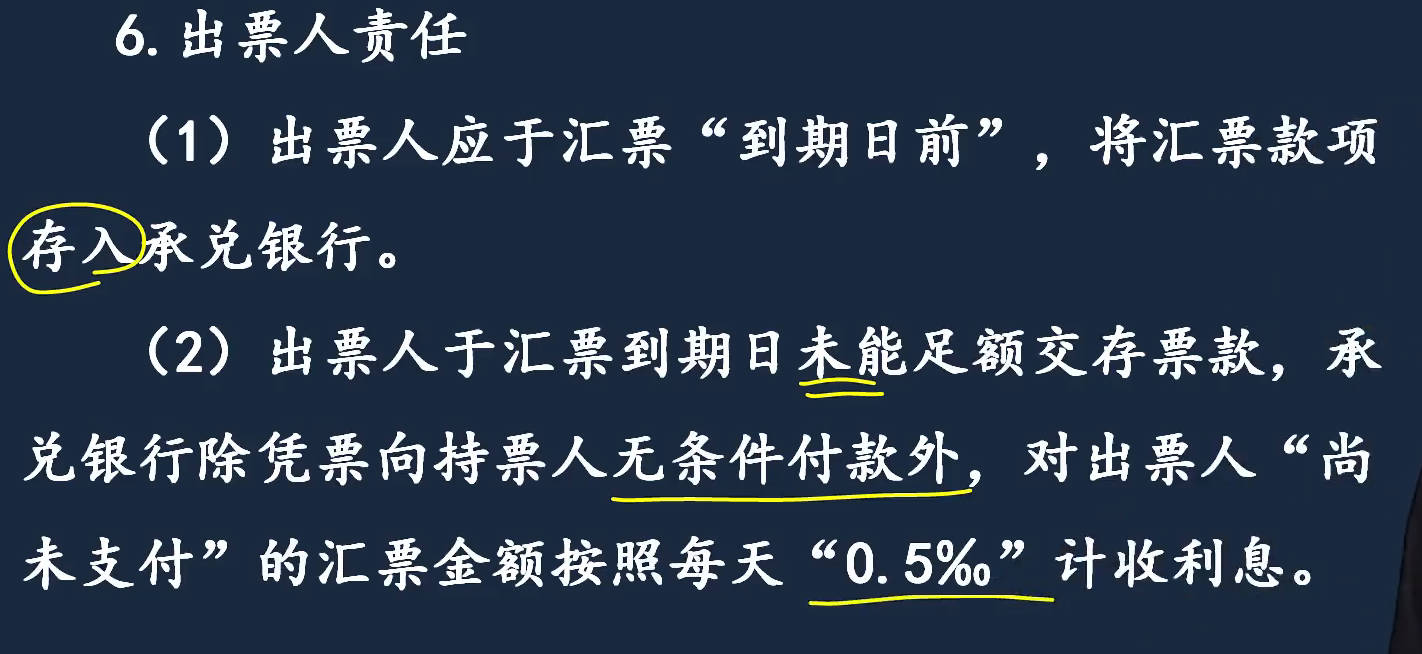 6. 出票人责任
（1）出票人应于汇票“到期日前”，将汇票款项
存入承兑银行。
（2）出票人于汇票到期日未能足额交存票款，承
兑银行除凭票向持票人无条件付款外，对出票人“尚
未支付”的汇票金额按照每天“0.5‰”计收利息。